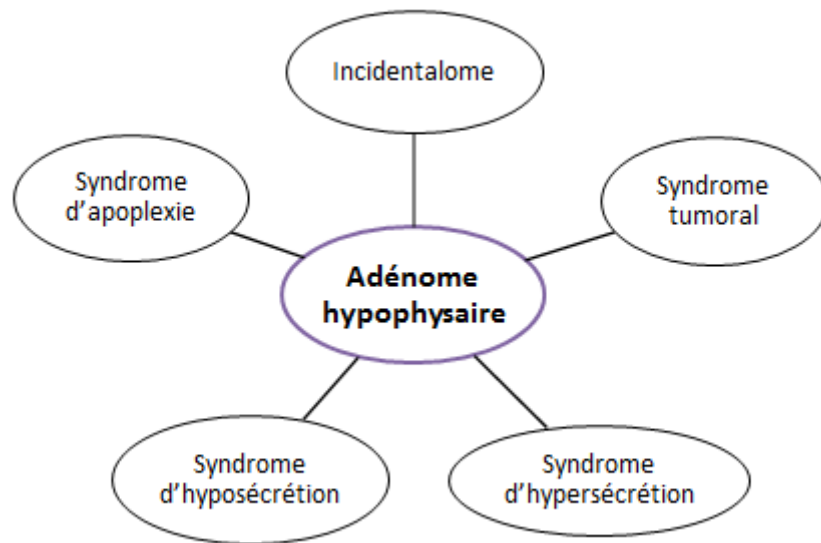 Incidentalome
Syndrome
d'apoplexie
Syndrome
tumoral
Adénome
hypophysaire
Syndrome
d'hyposécrétion
Syndrome
d'hypersécrétion